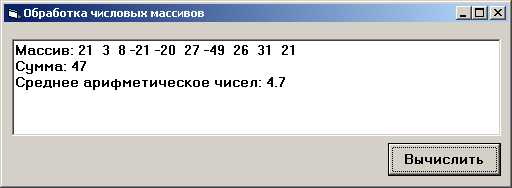 Обработка числовых массивов
Массив: 21 3 8 -21 -20 27 -49 26 31 21
Сумма: 47
Среднее арифметическое чисел: 4.7
Вычислить